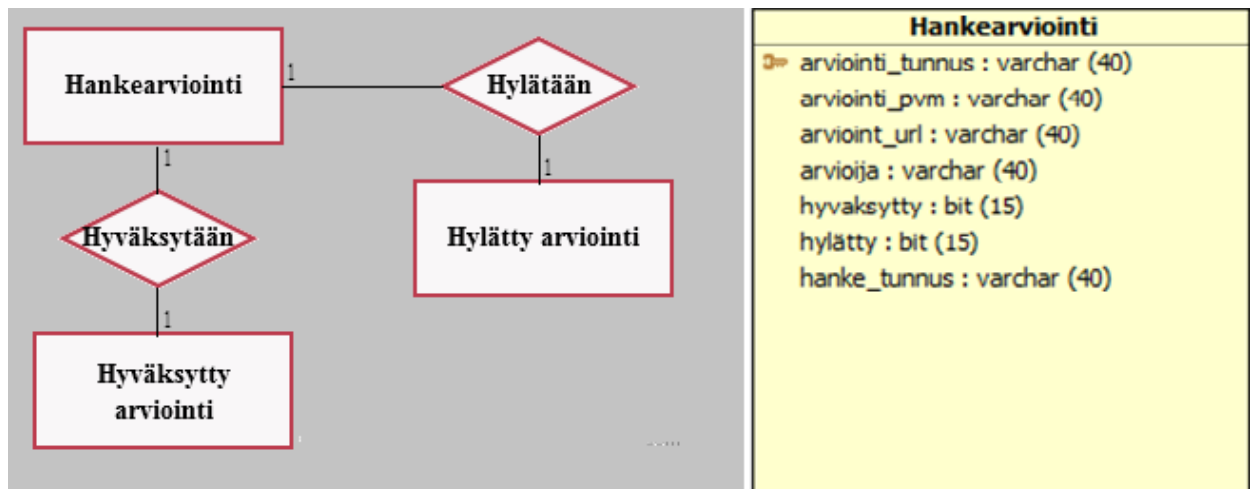 Hankearviointi
1
Hylätään
1
1
Hyväksytään
Hylätty arviointi
1
Hyväksytty
arviointi
Hankearviointi
arviointi_tunnus : varchar (40)
arviointi_pvm : varchar (40)
arvioint_url : varchar (40)
arvioija : varchar (40)
hyvaksytty : bit (15)
hylätty : bit (15)
hanke_tunnus : varchar (40)